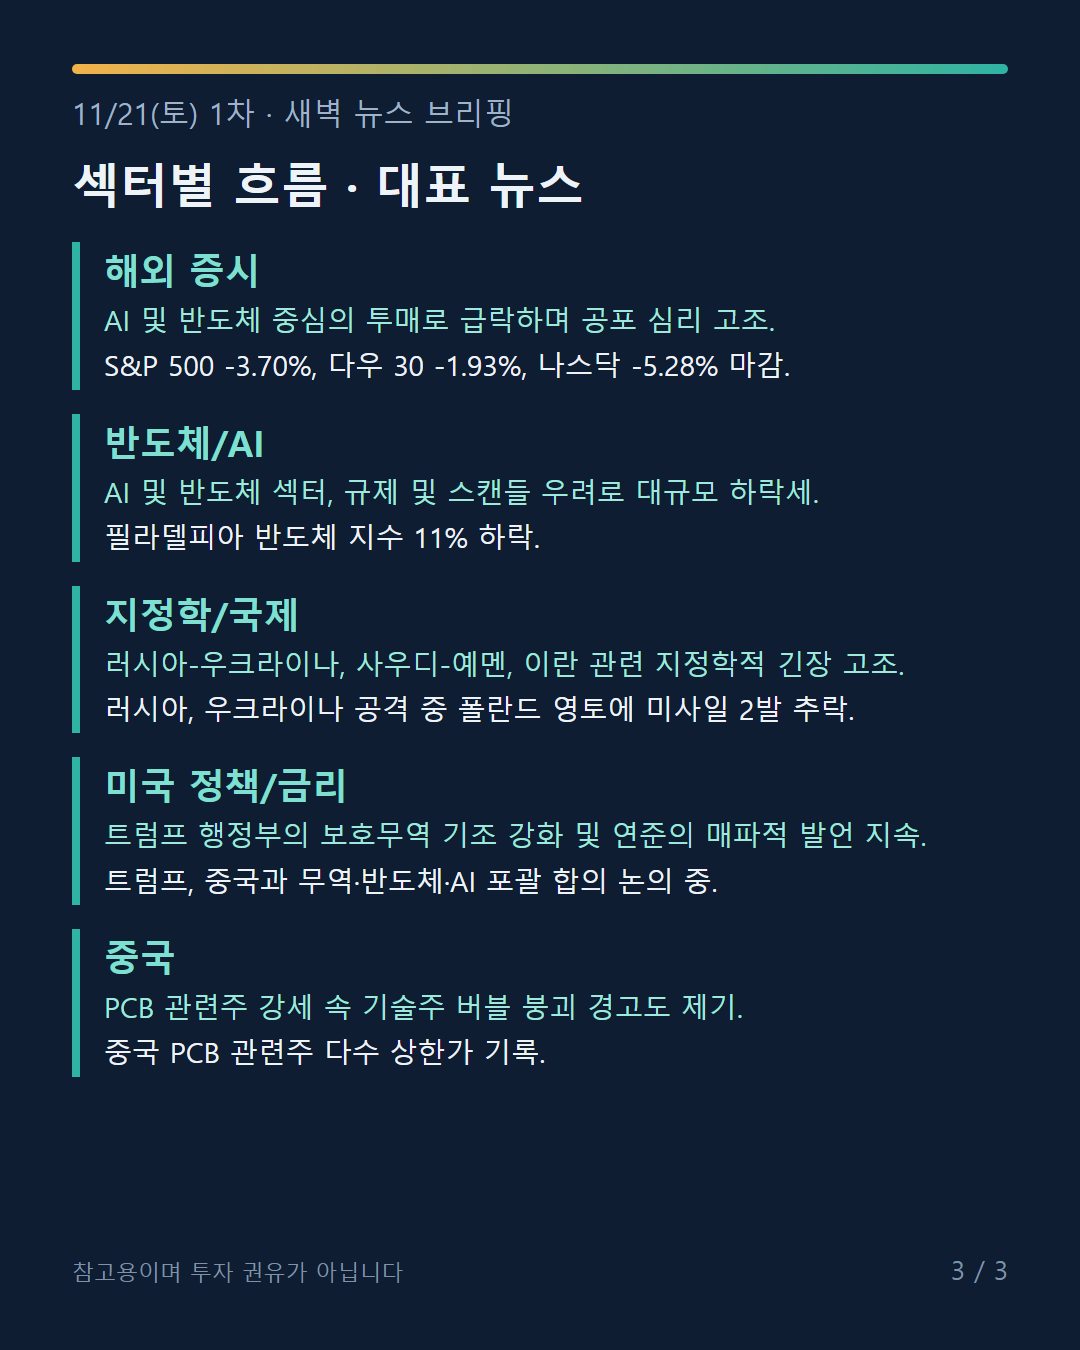 11/21(토) 1차 · 새벽 뉴스 브리핑
섹터별 흐름 · 대표 뉴스
해외 증시
AI 및 반도체 중심의 투매로 급락하며 공포 심리 고조.
S&P 500 -3.70%, 다우 30 -1.93%, 나스닥 -5.28% 마감.
반도체/AI
AI 및 반도체 섹터, 규제 및 스캔들 우려로 대규모 하락세.
필라델피아 반도체 지수 11% 하락.
지정학/국제
러시아-우크라이나, 사우디-예멘, 이란 관련 지정학적 긴장 고조.
러시아, 우크라이나 공격 중 폴란드 영토에 미사일 2발 추락.
미국 정책/금리
트럼프 행정부의 보호무역 기조 강화 및 연준의 매파적 발언 지속.
트럼프, 중국과 무역·반도체·AI 포괄 합의 논의 중.
중국
PCB 관련주 강세 속 기술주 버블 붕괴 경고도 제기.
중국 PCB 관련주 다수 상한가 기록.
참고용이며 투자 권유가 아닙니다
3 / 3